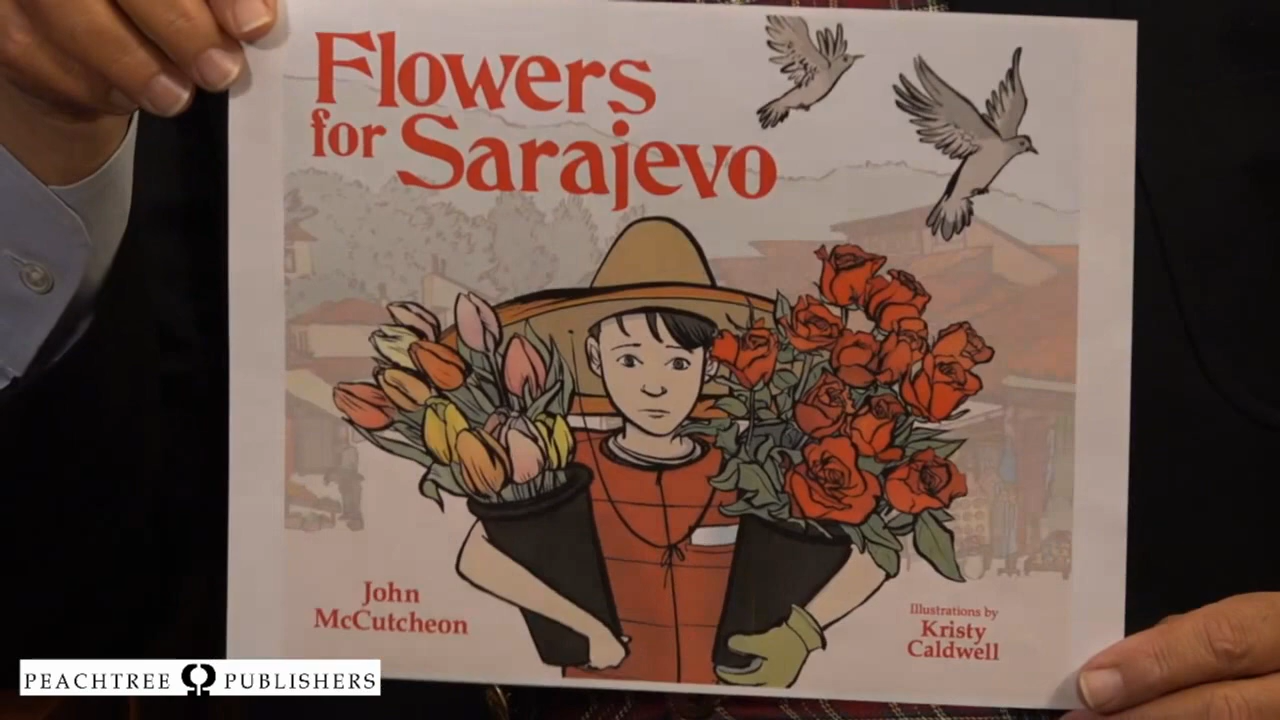 Flowers
for Sarajevo
John
McCutcheon
Illustrations by
Kristy
Caldwell
PEACHTREE PUBLISHERS